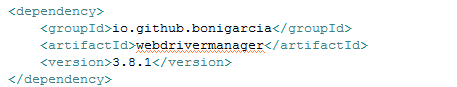 <dependency>
    <groupId>io.github.bonigarcia</groupId>
    <artifactId>webdrivermanager</artifactId>
    <version>3.8.1</version>
</dependency>